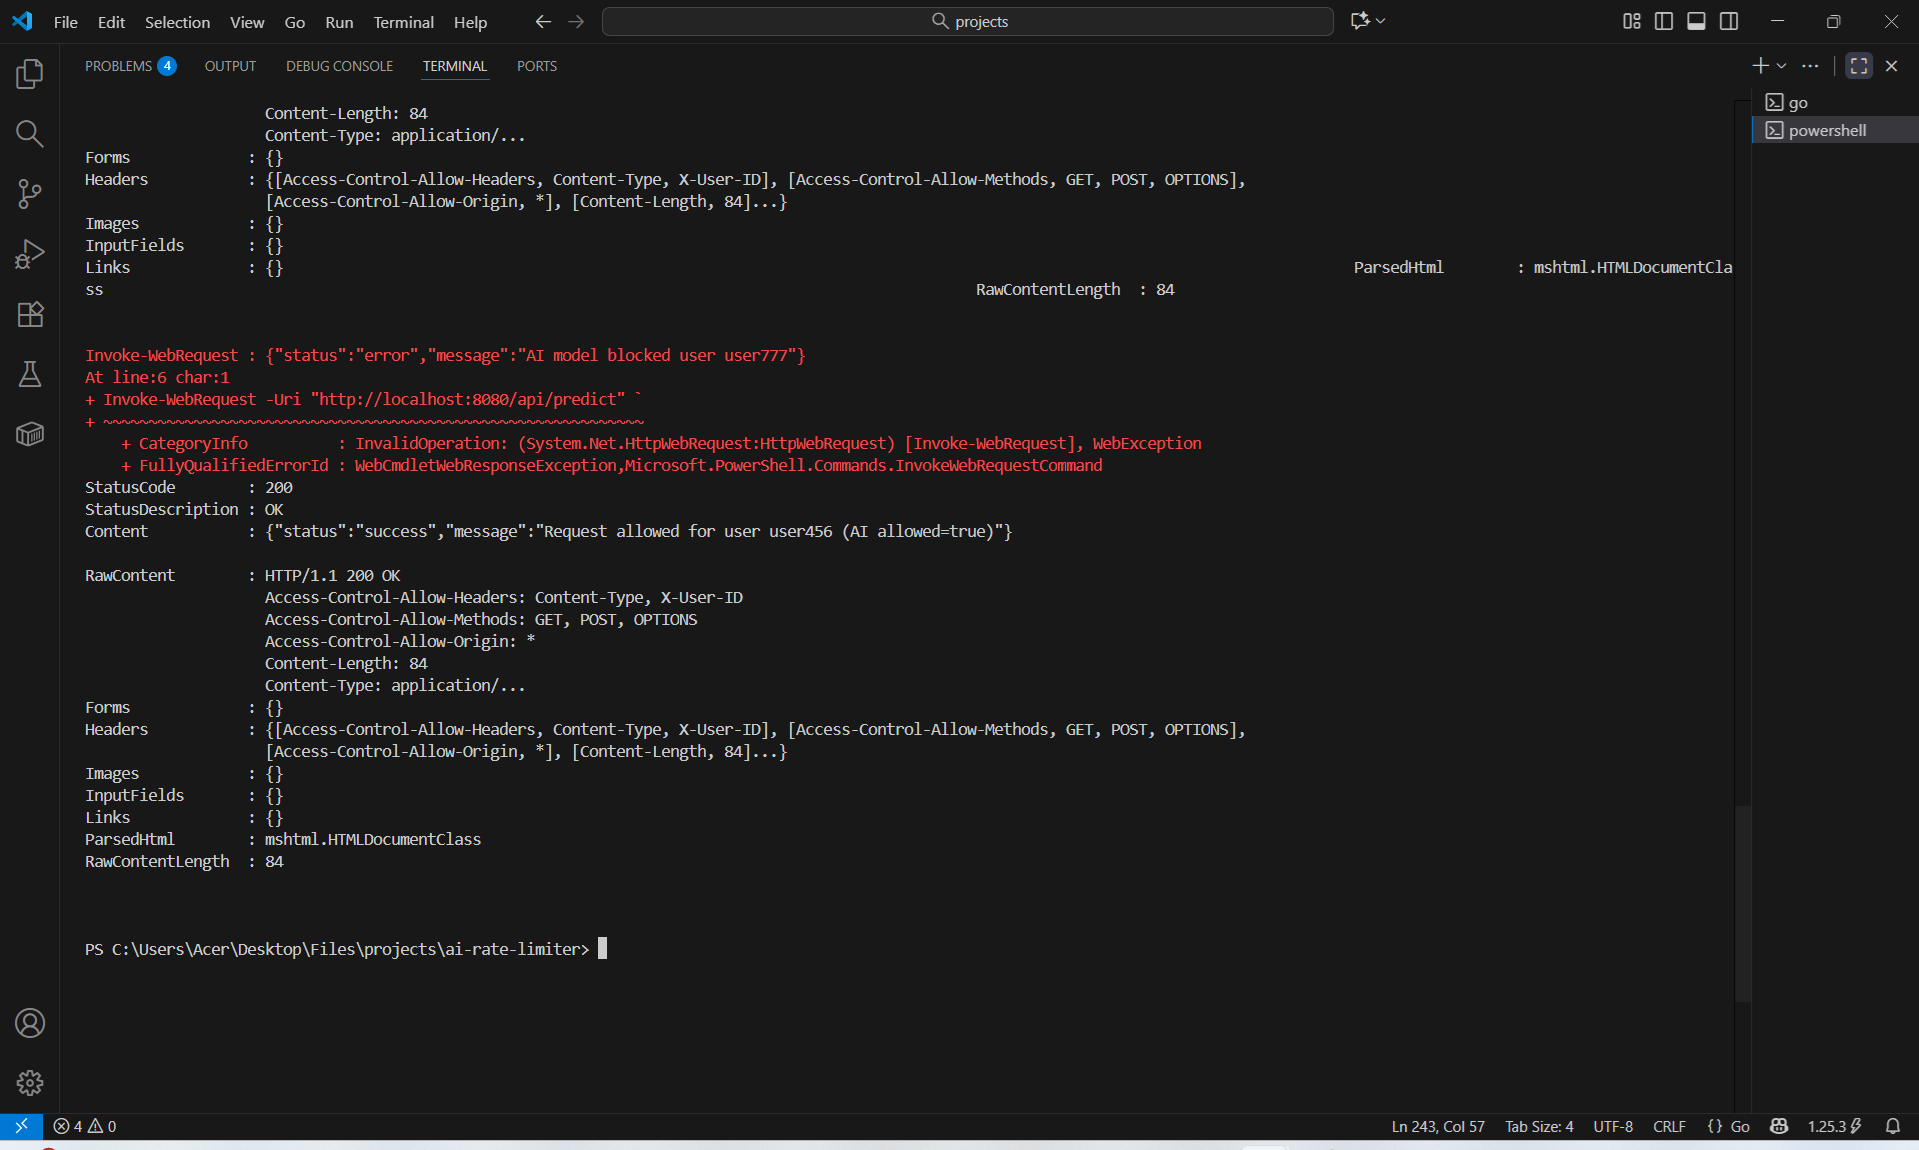 File Edit Selection View Go Run Terminal Help projects
PROBLEMS 4 OUTPUT DEBUG CONSOLE TERMINAL PORTS
go
powershell
Content-Length: 84
Content-Type: application/...
Forms : {}
Headers : {[Access-Control-Allow-Headers, Content-Type, X-User-ID], [Access-Control-Allow-Methods, GET, POST, OPTIONS],
[Access-Control-Allow-Origin, *], [Content-Length, 84]...}
Images : {}
InputFields : {}
Links : {} ParsedHtml : mshtml.HTMLDocumentCla
ss RawContentLength : 84
Invoke-WebRequest : {"status":"error","message":"AI model blocked user user777"}
At line:6 char:1
+ Invoke-WebRequest -Uri "http://localhost:8080/api/predict" `
+ ~~~~~~~~~~~~~~~~~~~~~~~~~~~~~~~~~~~~~~~~~~~~~~~~~~~~~~~~~~~~
+ CategoryInfo : InvalidOperation: (System.Net.HttpWebRequest:HttpWebRequest) [Invoke-WebRequest], WebException
+ FullyQualifiedErrorId : WebCmdletWebResponseException,Microsoft.PowerShell.Commands.InvokeWebRequestCommand
StatusCode : 200
StatusDescription : OK
Content : {"status":"success","message":"Request allowed for user user456 (AI allowed=true)"}
RawContent : HTTP/1.1 200 OK
Access-Control-Allow-Headers: Content-Type, X-User-ID
Access-Control-Allow-Methods: GET, POST, OPTIONS
Access-Control-Allow-Origin: *
Content-Length: 84
Content-Type: application/...
Forms : {}
Headers : {[Access-Control-Allow-Headers, Content-Type, X-User-ID], [Access-Control-Allow-Methods, GET, POST, OPTIONS],
[Access-Control-Allow-Origin, *], [Content-Length, 84]...}
Images : {}
InputFields : {}
Links : {}
ParsedHtml : mshtml.HTMLDocumentClass
RawContentLength : 84
PS C:\Users\Acer\Desktop\Files\projects\ai-rate-limiter>
4 0 Ln 243, Col 57 Tab Size: 4 UTF-8 CRLF {} Go 1.25.3